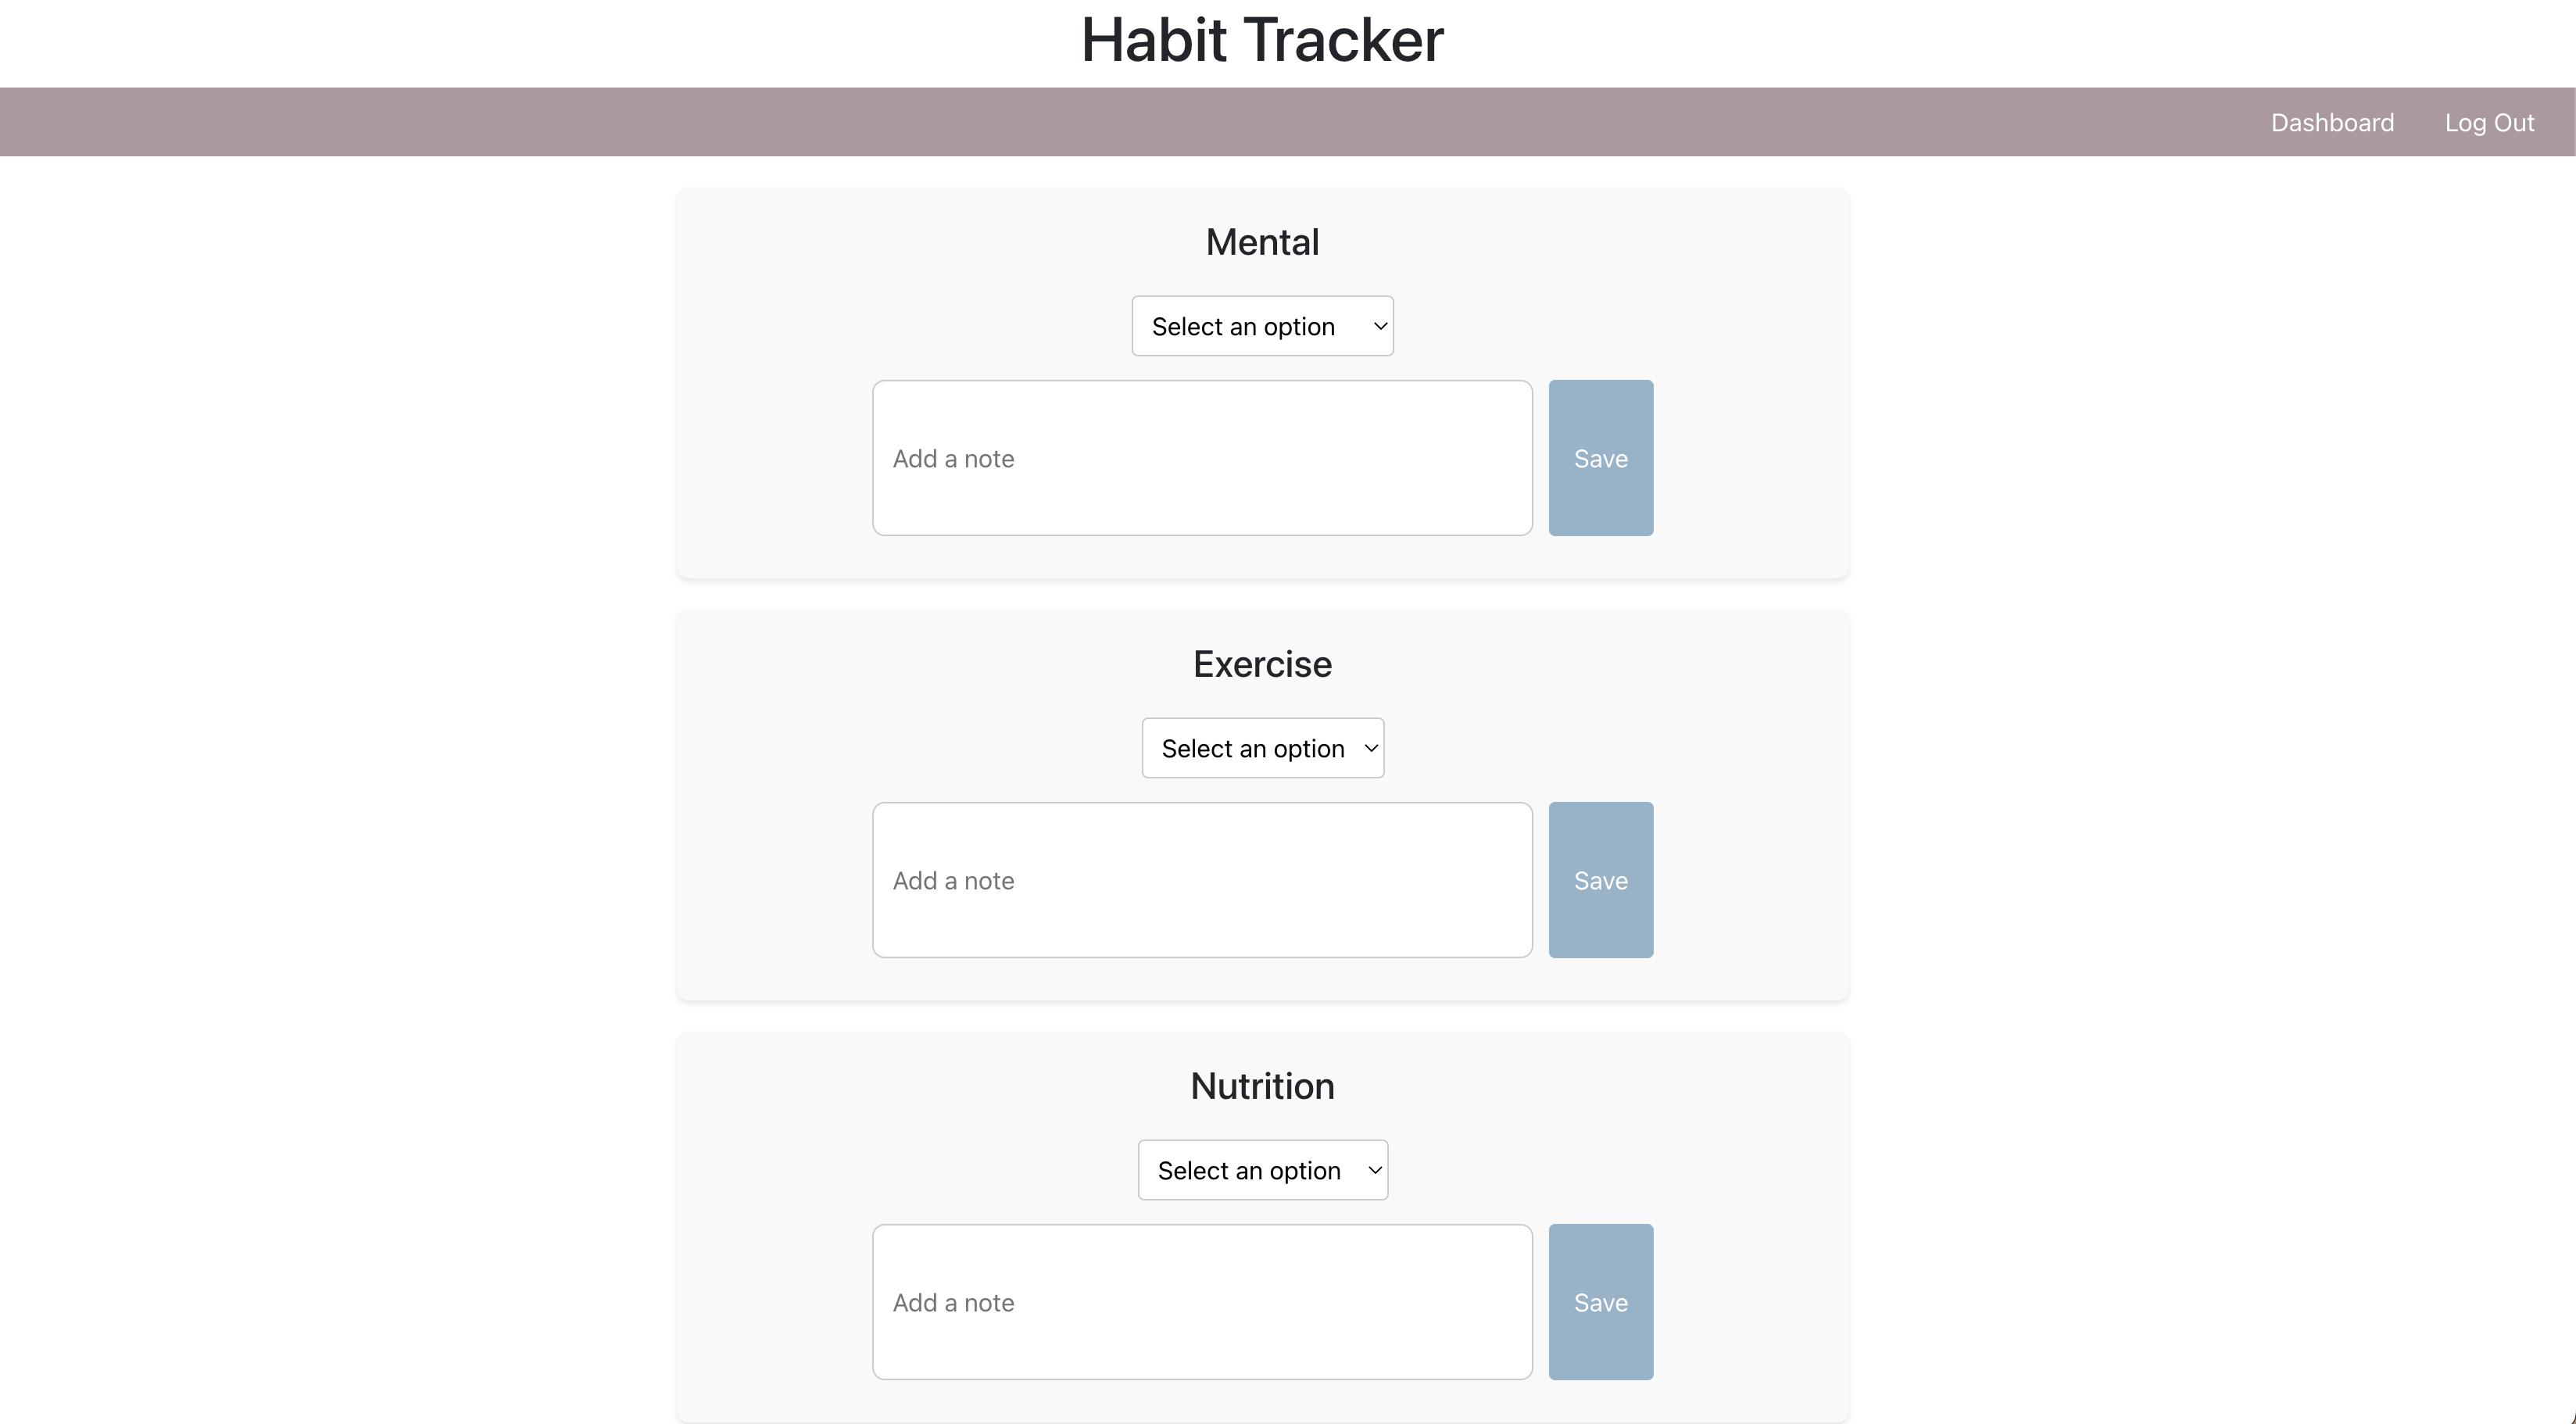 Habit Tracker
Dashboard Log Out
Mental
Select an option
Add a note Save
Exercise
Select an option
Add a note Save
Nutrition
Select an option
Add a note Save